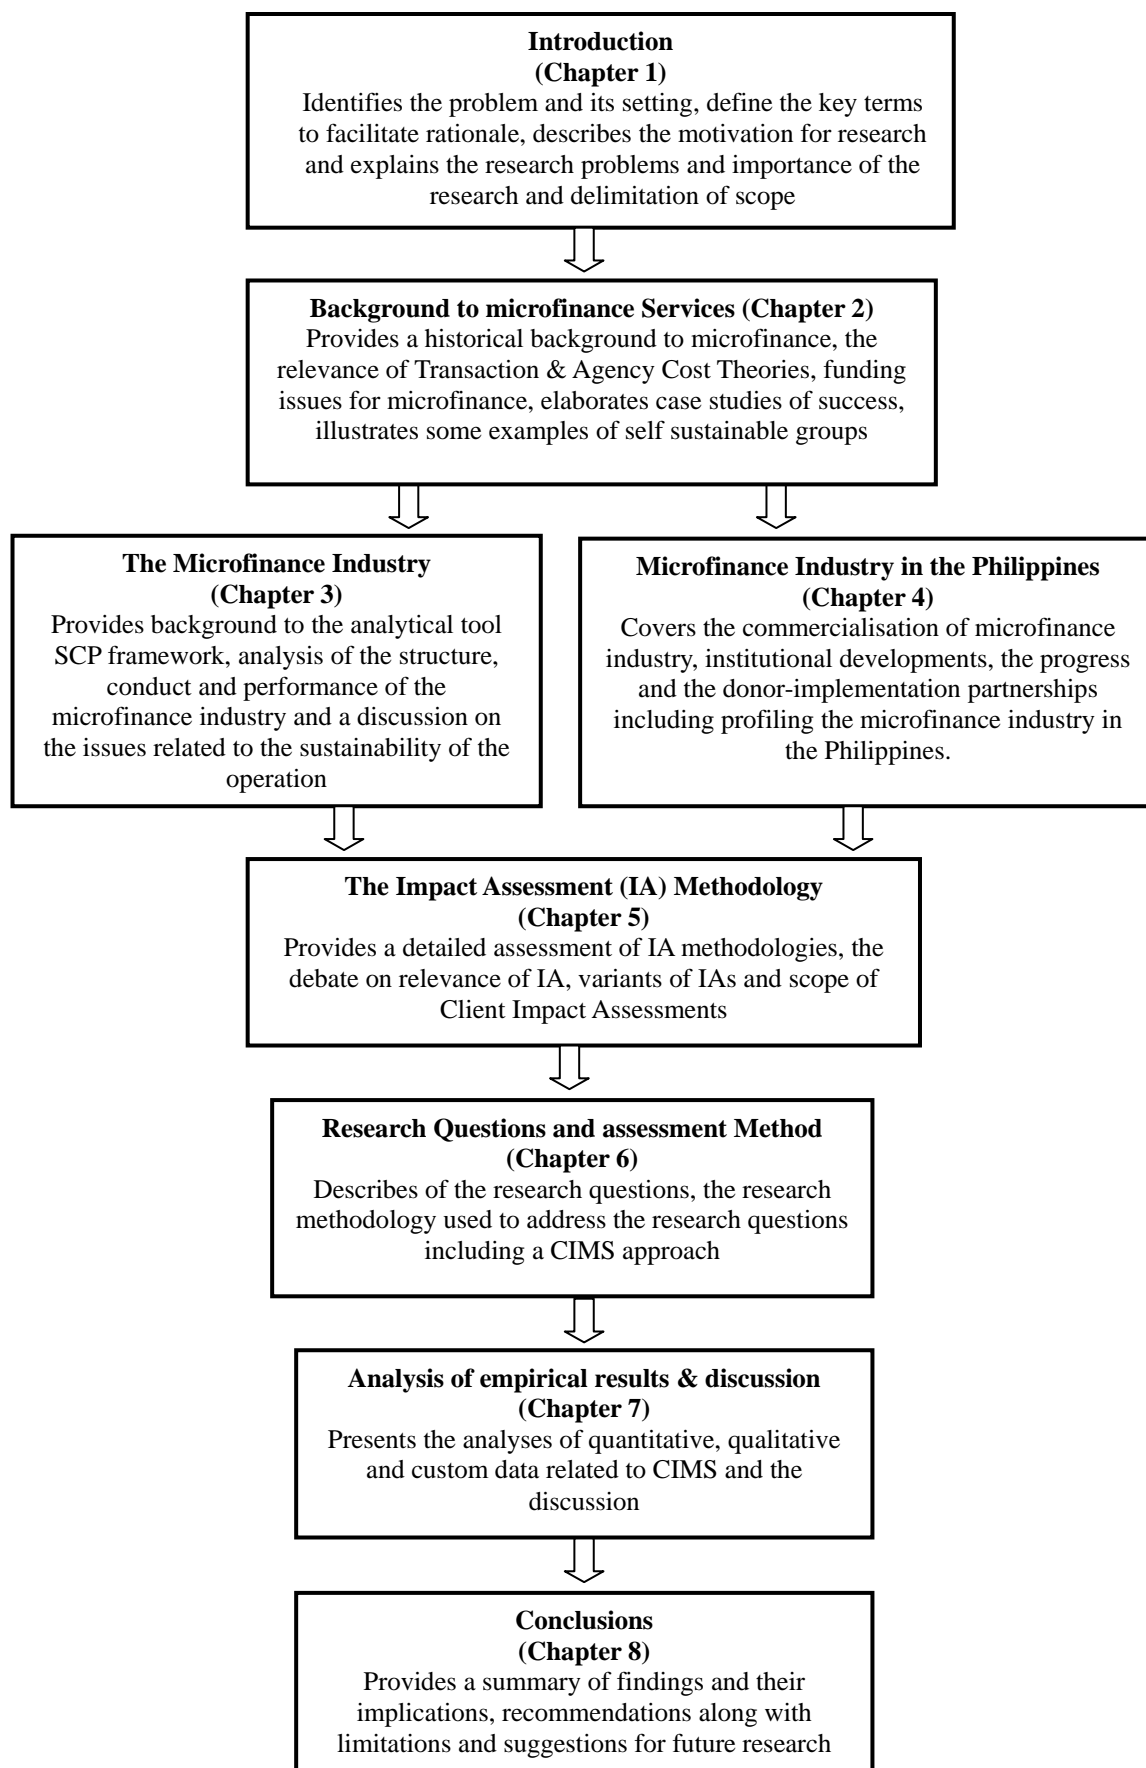 Introduction
(Chapter 1)
Identifies the problem and its setting, define the key terms
to facilitate rationale, describes the motivation for research
and explains the research problems and importance of the
research and delimitation of scope
Background to microfinance Services (Chapter 2)
Provides a historical background to microfinance, the
relevance of Transaction & Agency Cost Theories, funding
issues for microfinance, elaborates case studies of success,
illustrates some examples of self sustainable groups
The Microfinance Industry
(Chapter 3)
Provides background to the analytical tool
SCP framework, analysis of the structure,
conduct and performance of the
microfinance industry and a discussion on
the issues related to the sustainability of the
operation
Microfinance Industry in the Philippines
(Chapter 4)
Covers the commercialisation of microfinance
industry, institutional developments, the progress
and the donor-implementation partnerships
including profiling the microfinance industry in
the Philippines.
The Impact Assessment (IA) Methodology
(Chapter 5)
Provides a detailed assessment of IA methodologies, the
debate on relevance of IA, variants of IAs and scope of
Client Impact Assessments
Research Questions and assessment Method
(Chapter 6)
Describes of the research questions, the research
methodology used to address the research questions
including a CIMS approach
Analysis of empirical results & discussion
(Chapter 7)
Presents the analyses of quantitative, qualitative
and custom data related to CIMS and the
discussion
Conclusions
(Chapter 8)
Provides a summary of findings and their
implications, recommendations along with
limitations and suggestions for future research